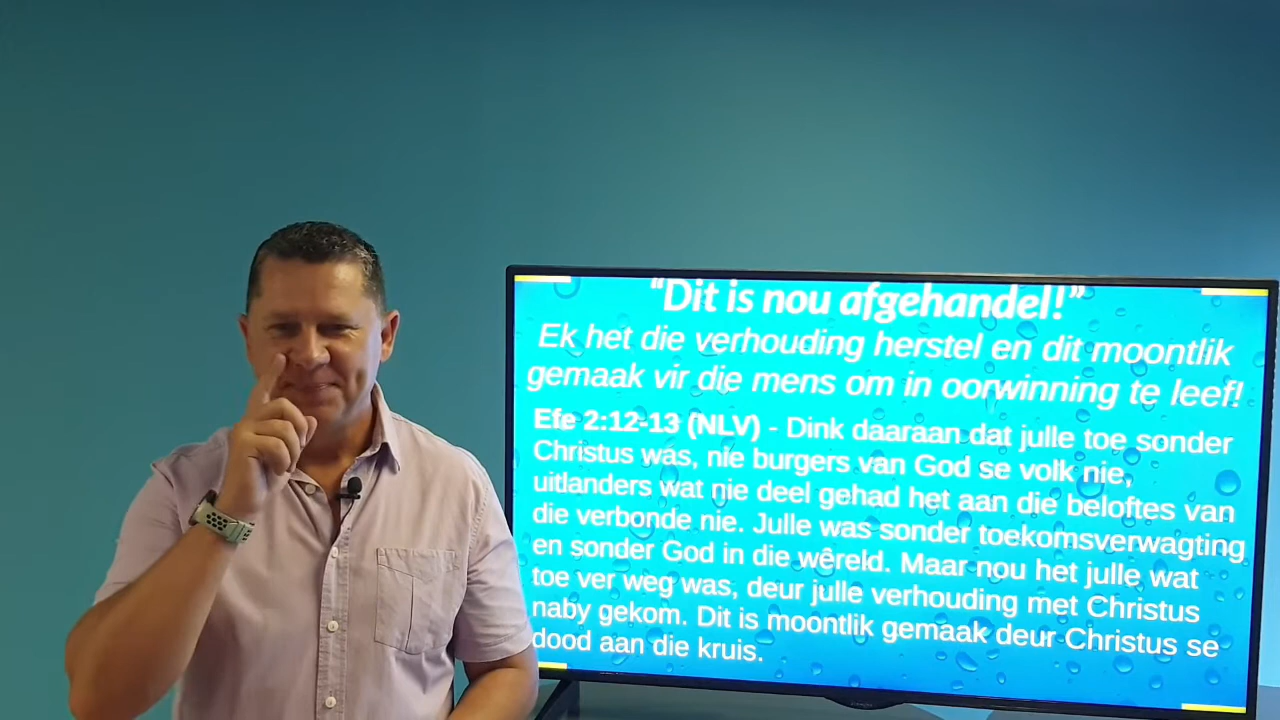 “Dit is nou afgehandel!”
Ek het die verhouding herstel en dit moontlik
gemaak vir die mens om in oorwinning te leef!
Efe 2:12-13 (NLV) - Dink daaraan dat julle toe sonder
Christus was, nie burgers van God se volk nie,
uitlanders wat nie deel gehad het aan die beloftes van
die verbonde nie. Julle was sonder toekomsverwagting
en sonder God in die wêreld. Maar nou het julle wat
toe ver weg was, deur julle verhouding met Christus
naby gekom. Dit is moontlik gemaak deur Christus se
dood aan die kruis.